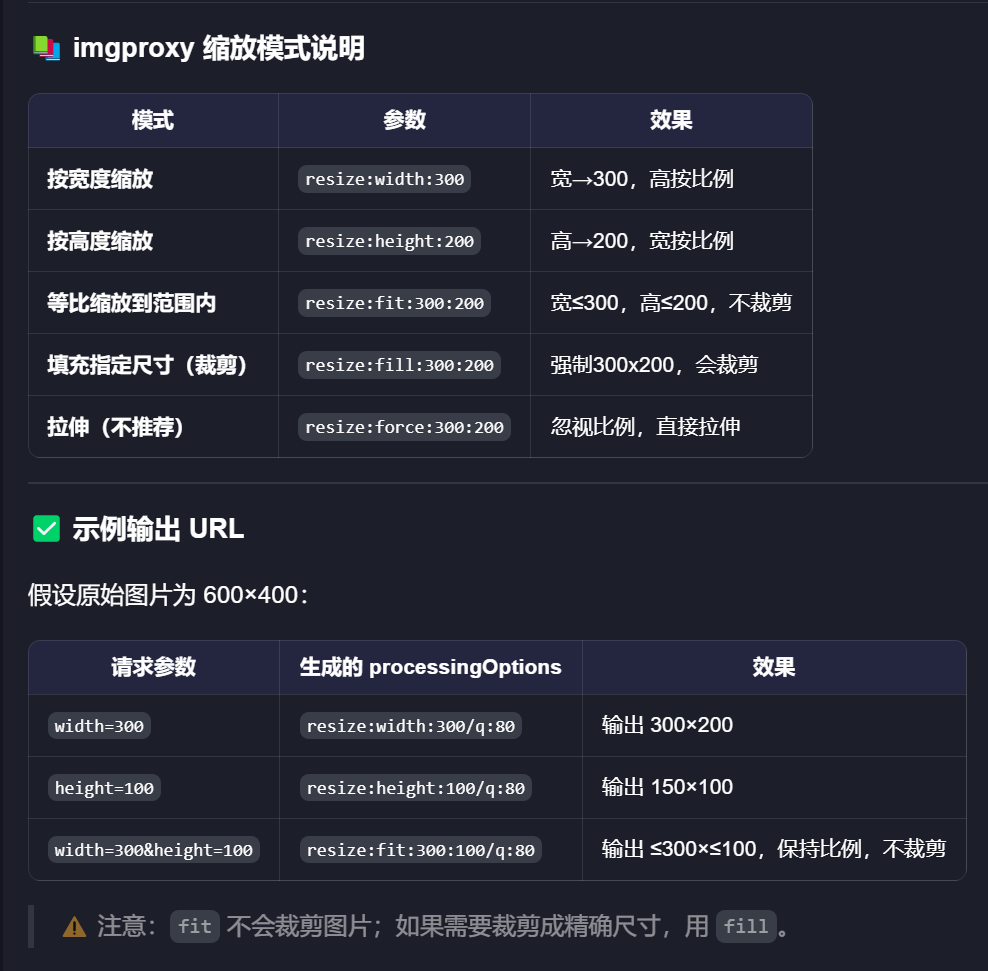 imgproxy 缩放模式说明
模式 参数 效果
按宽度缩放 resize:width:300 宽→300，高按比例
按高度缩放 resize:height:200 高→200，宽按比例
等比缩放到范围内 resize:fit:300:200 宽≤300，高≤200，不裁剪
填充指定尺寸（裁剪） resize:fill:300:200 强制300x200，会裁剪
拉伸（不推荐） resize:force:300:200 忽视比例，直接拉伸
示例输出 URL
假设原始图片为 600×400：
请求参数 生成的 processingOptions 效果
width=300 resize:width:300/q:80 输出 300×200
height=100 resize:height:100/q:80 输出 150×100
width=300&height=100 resize:fit:300:100/q:80 输出 ≤300×≤100，保持比例，不裁剪
注意：fit 不会裁剪图片；如果需要裁剪成精确尺寸，用 fill。